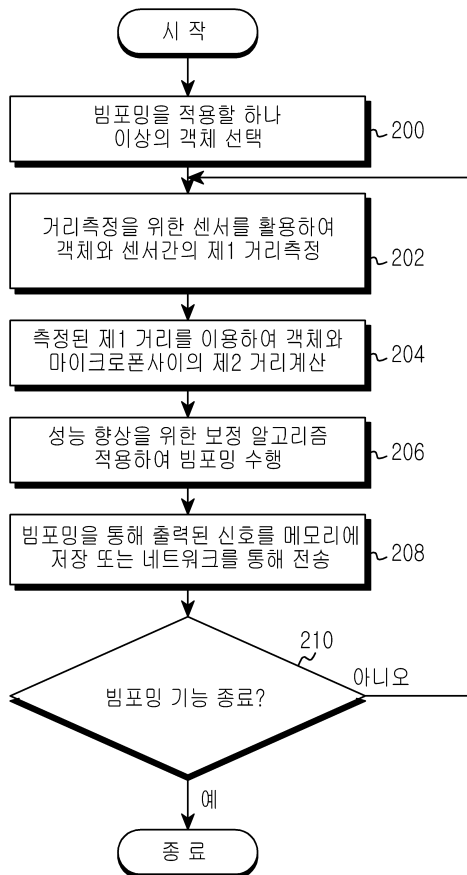 시 작
빔포밍을 적용할 하나
이상의 객체 선택
200
거리측정을 위한 센서를 활용하여
객체와 센서간의 제1 거리측정
202
측정된 제1 거리를 이용하여 객체와
마이크로폰사이의 제2 거리계산
204
성능 향상을 위한 보정 알고리즘
적용하여 빔포밍 수행
206
빔포밍을 통해 출력된 신호를 메모리에
저장 또는 네트워크를 통해 전송
208
210
빔포밍 기능 종료?
아니오
예
종 료